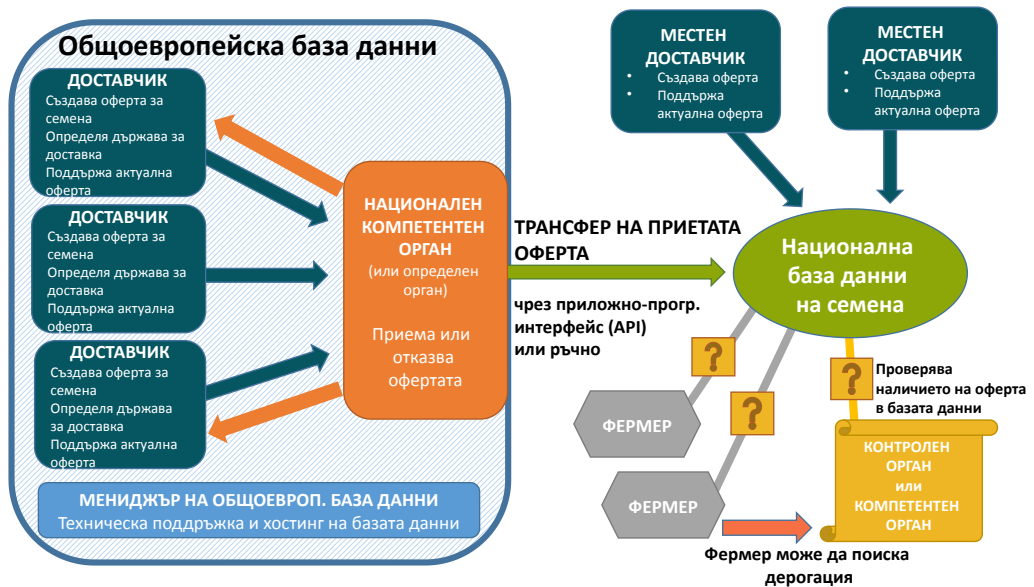 Общоевропейска база данни
ДОСТАВЧИК
Създава оферта за
семена
Определя държава за
доставка
Поддържа актуална
оферта
ДОСТАВЧИК
Създава оферта за
семена
Определя държава за
доставка
Поддържа актуална
оферта
ДОСТАВЧИК
Създава оферта за
семена
Определя държава
за доставка
Поддържа актуална
оферта
НАЦИОНАЛЕН
КОМПЕТЕНТЕН
ОРГАН
(или определен
орган)
Приема или
отказва
офертата
МЕНИДЖЪР НА ОБЩОЕВРОП. БАЗА ДАННИ
Техническа поддръжка и хостинг на базата данни
ТРАНСФЕР НА ПРИЕТАТА
ОФЕРТА
чрез приложно-прогр.
интерфейс (API)
или ръчно
МЕСТЕН
ДОСТАВЧИК
• Създава оферта
• Поддържа
актуална оферта
МЕСТЕН
ДОСТАВЧИК
• Създава оферта
• Поддържа
актуална оферта
Национална
база данни
на семена
?
?
?
Проверява
наличието на оферта
в базата данни
ФЕРМЕР
ФЕРМЕР
КОНТРОЛЕН
ОРГАН
или
КОМПЕТЕНТЕН
ОРГАН
Фермер може да поиска
дерогация